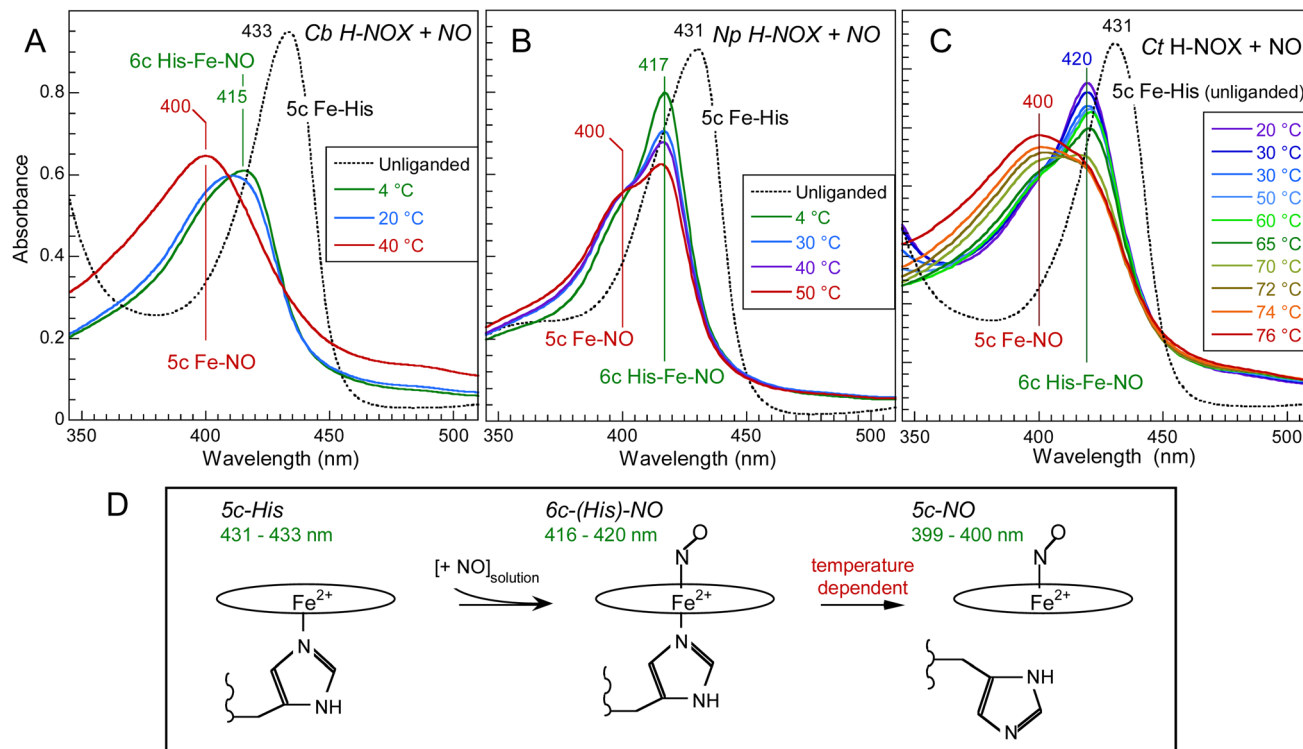 A
433
Cb H-NOX + NO
6c His-Fe-NO
415
400
5c Fe-His
Unliganded
4 °C
20 °C
40 °C
5c Fe-NO
Absorbance
0.8
0.6
0.4
0.2
0
350
400
450
500
Wavelength (nm)
B
431
Np H-NOX + NO
417
400
5c Fe-His
Unliganded
4 °C
30 °C
40 °C
50 °C
5c Fe-NO
6c His-Fe-NO
350
400
450
500
Wavelength (nm)
C
431
Ct H-NOX + NO
420
5c Fe-His (unliganded)
400
20 °C
30 °C
30 °C
50 °C
60 °C
65 °C
70 °C
72 °C
74 °C
76 °C
5c Fe-NO
6c His-Fe-NO
350
400
450
500
Wavelength (nm)
D
5c-His
431 - 433 nm
Fe2+
N
NH
[+ NO]solution
6c-(His)-NO
416 - 420 nm
O
N
Fe2+
N
NH
temperature
dependent
5c-NO
399 - 400 nm
O
N
Fe2+
NH
N